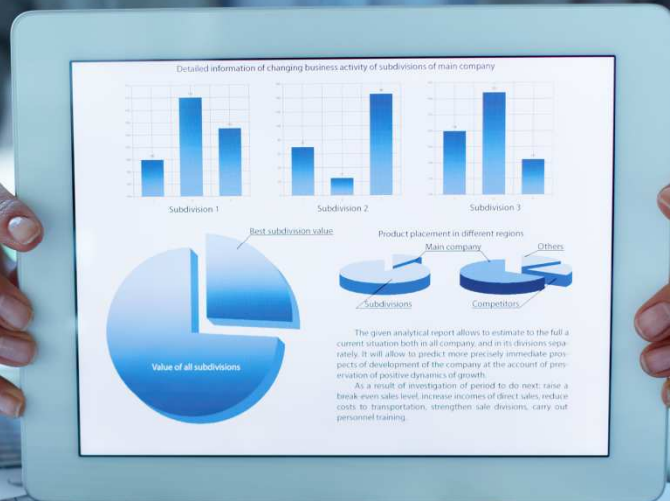 Detailed information of changing business activity of subdivisions of main company
Subdivision 1
Subdivision 2
Subdivision 3
Best subdivision value
Value of all subdivisions
Product placement in different regions
Main company
Others
Subdivisions
Competitors
The given analytical report allows to estimate to the full a
current situation both in all company, and in its divisions sepa-
rately. It will allow to predict more precisely immediate pros-
pects of development of the company at the account of pres-
ervation of positive dynamics of growth.
As a result of investigation of period to do next: raise a
break-even sales level, increase incomes of direct sales, reduce
costs to transportation, strengthen sale divisions, carry out
personnel training.